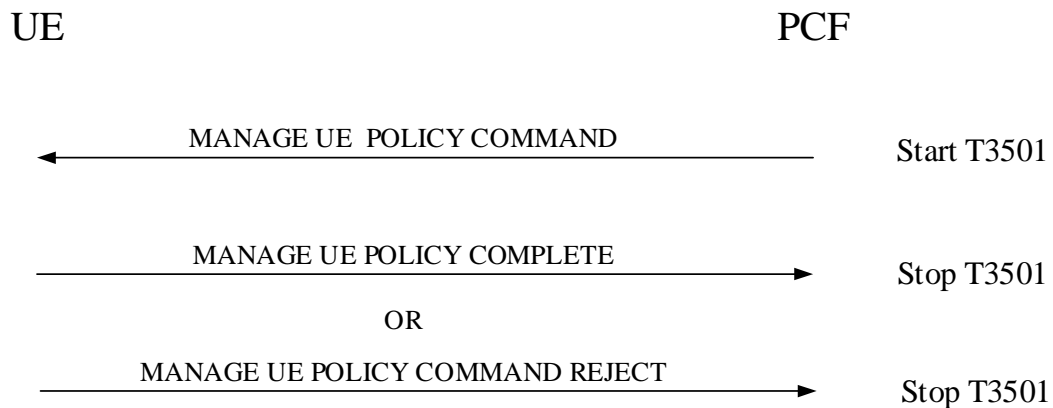 UE PCF
MANAGE UE POLICY COMMAND Start T3501
MANAGE UE POLICY COMPLETE Stop T3501
OR
MANAGE UE POLICY COMMAND REJECT Stop T3501